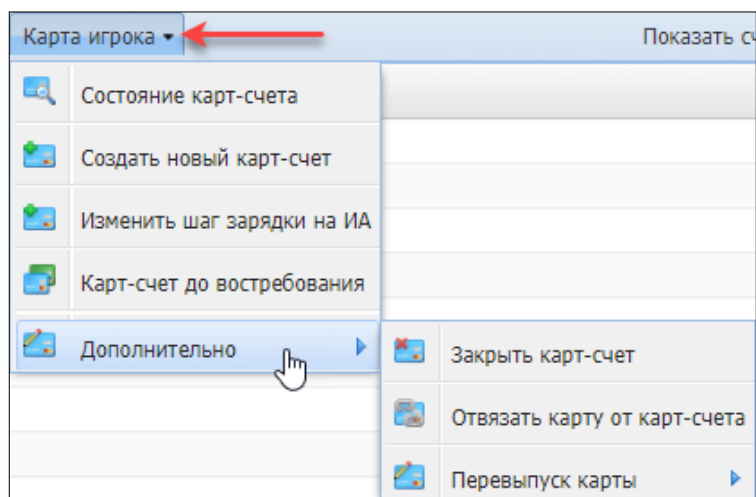 Карта игрока
Показать
Состояние карт-счета
Создать новый карт-счет
Изменить шаг зарядки на ИА
Карт-счет до востребования
Дополнительно
Закрыть карт-счет
Отвязать карту от карт-счета
Перевыпуск карты